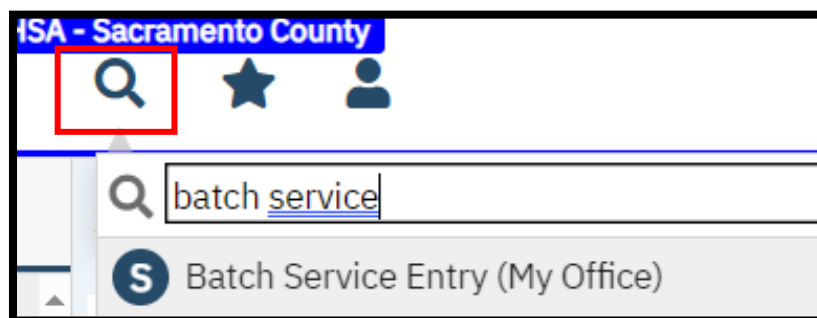 HSA - Sacramento County
batch service
S Batch Service Entry (My Office)